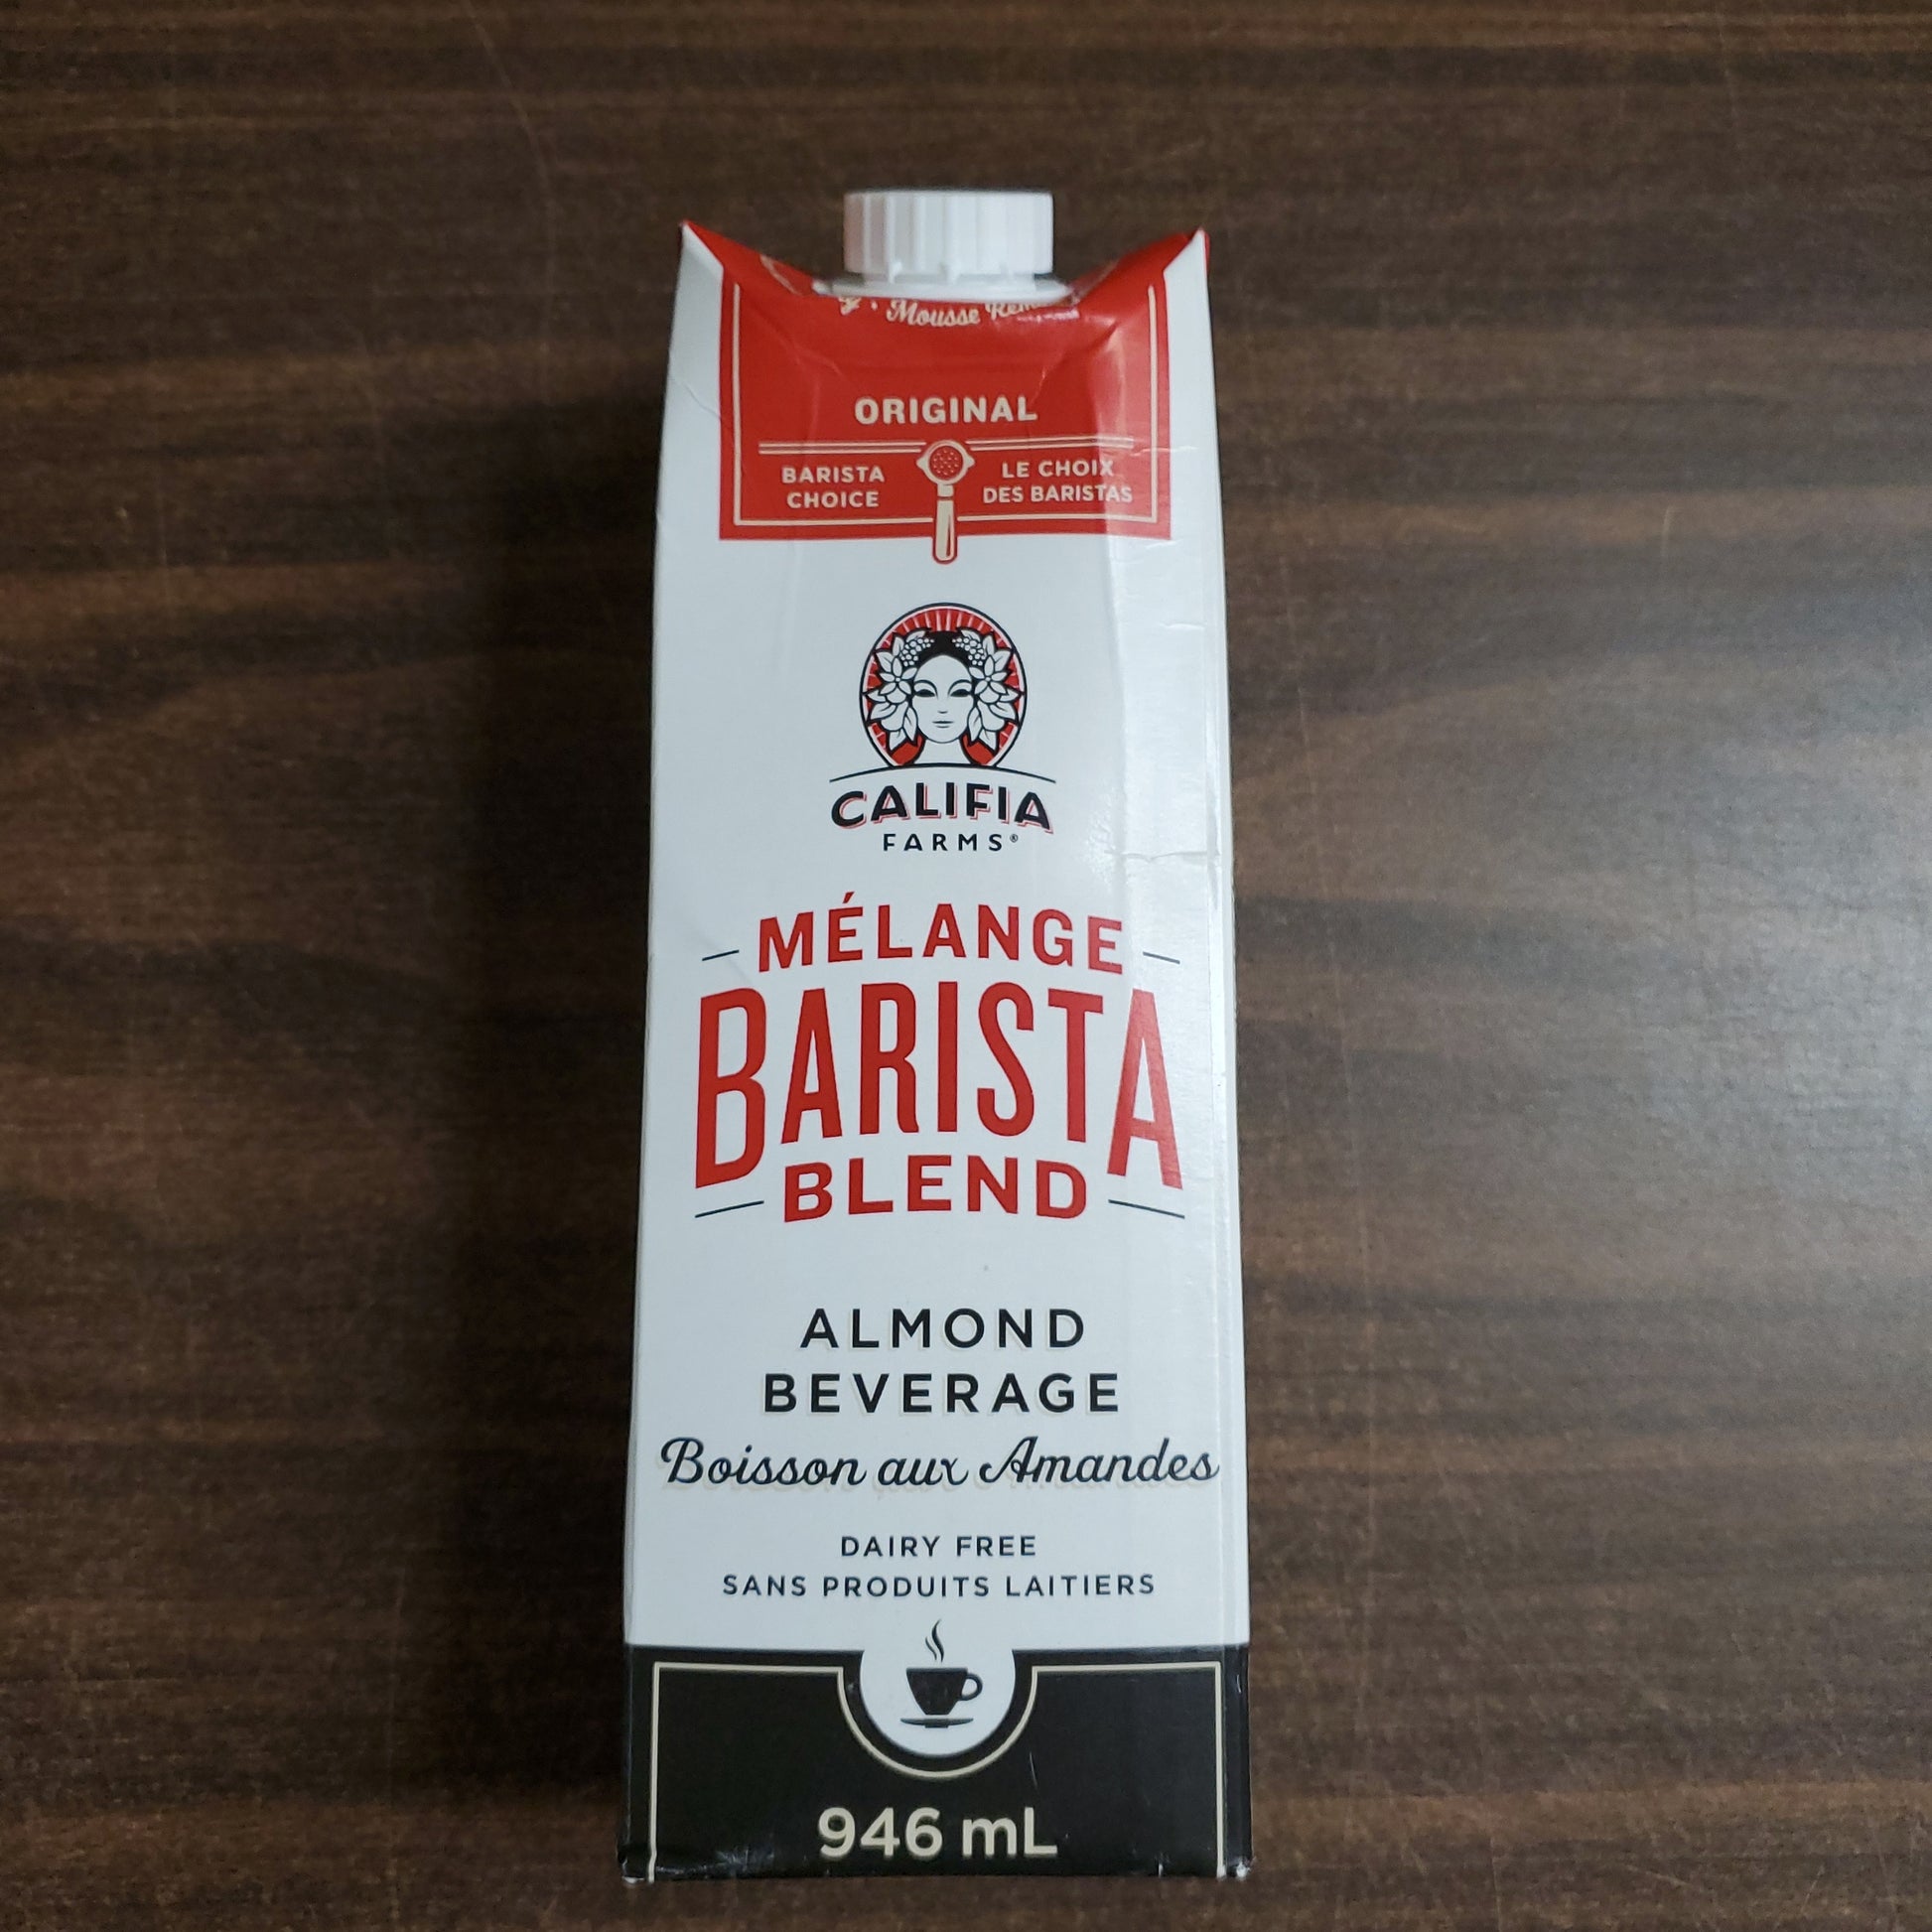 Mousse
ORIGINAL
BARISTA
CHOICE
LE CHOIX
DES BARISTAS
CALIFIA
FARMS®
MÉLANGE
BARISTA
BLEND
ALMOND
BEVERAGE
Boisson aux Amandes
DAIRY FREE
SANS PRODUITS LAITIERS
946 mL